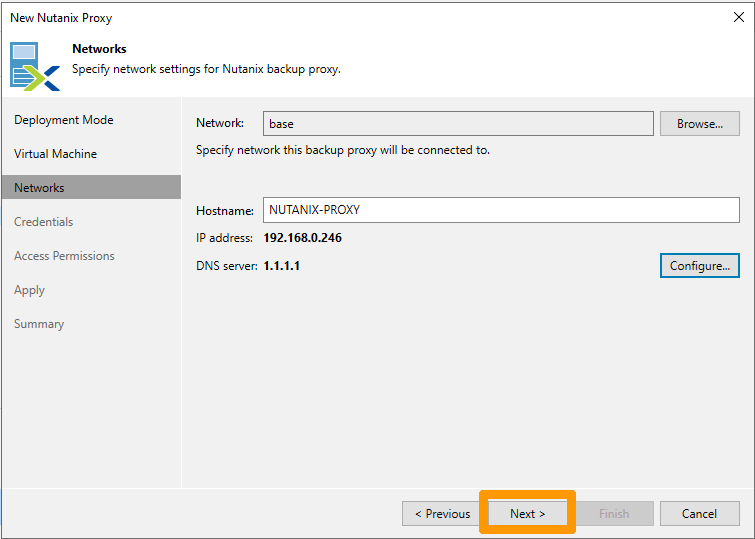 New Nutanix Proxy
Networks
Specify network settings for Nutanix backup proxy.
Deployment Mode
Virtual Machine
Networks
Credentials
Access Permissions
Apply
Summary
Network: base Browse...
Specify network this backup proxy will be connected to.
Hostname: NUTANIX-PROXY
IP address: 192.168.0.246
DNS server: 1.1.1.1 Configure...
< Previous Next > Finish Cancel